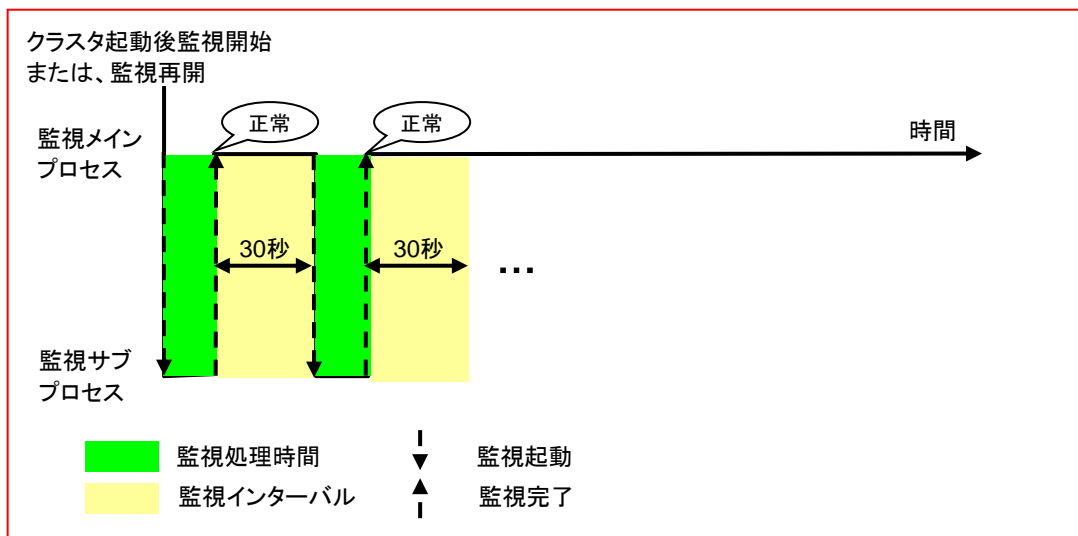 クラスタ起動後監視開始
または、監視再開
正常
正常
時間
監視メイン
プロセス
30秒
30秒
...
監視サブ
プロセス
監視処理時間
監視起動
監視インターバル
監視完了